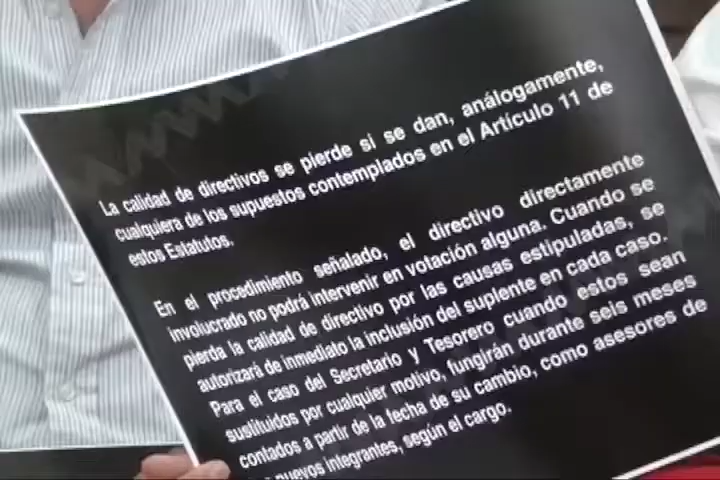 La calidad de directivos se pierde si se dan, análogamente,
cualquiera de los supuestos contemplados en el Artículo 11 de
estos Estatutos.
En el procedimiento señalado, el directivo directamente
involucrado no podrá intervenir en votación alguna. Cuando se
pierda la calidad de directivo por las causas estipuladas, se
autorizará de inmediato la inclusión del suplente en cada caso.
Para el caso del Secretario y Tesorero cuando estos sean
sustituidos por cualquier motivo, fungirán durante seis meses
contados a partir de la fecha de su cambio, como asesores de
nuevos integrantes, según el cargo.